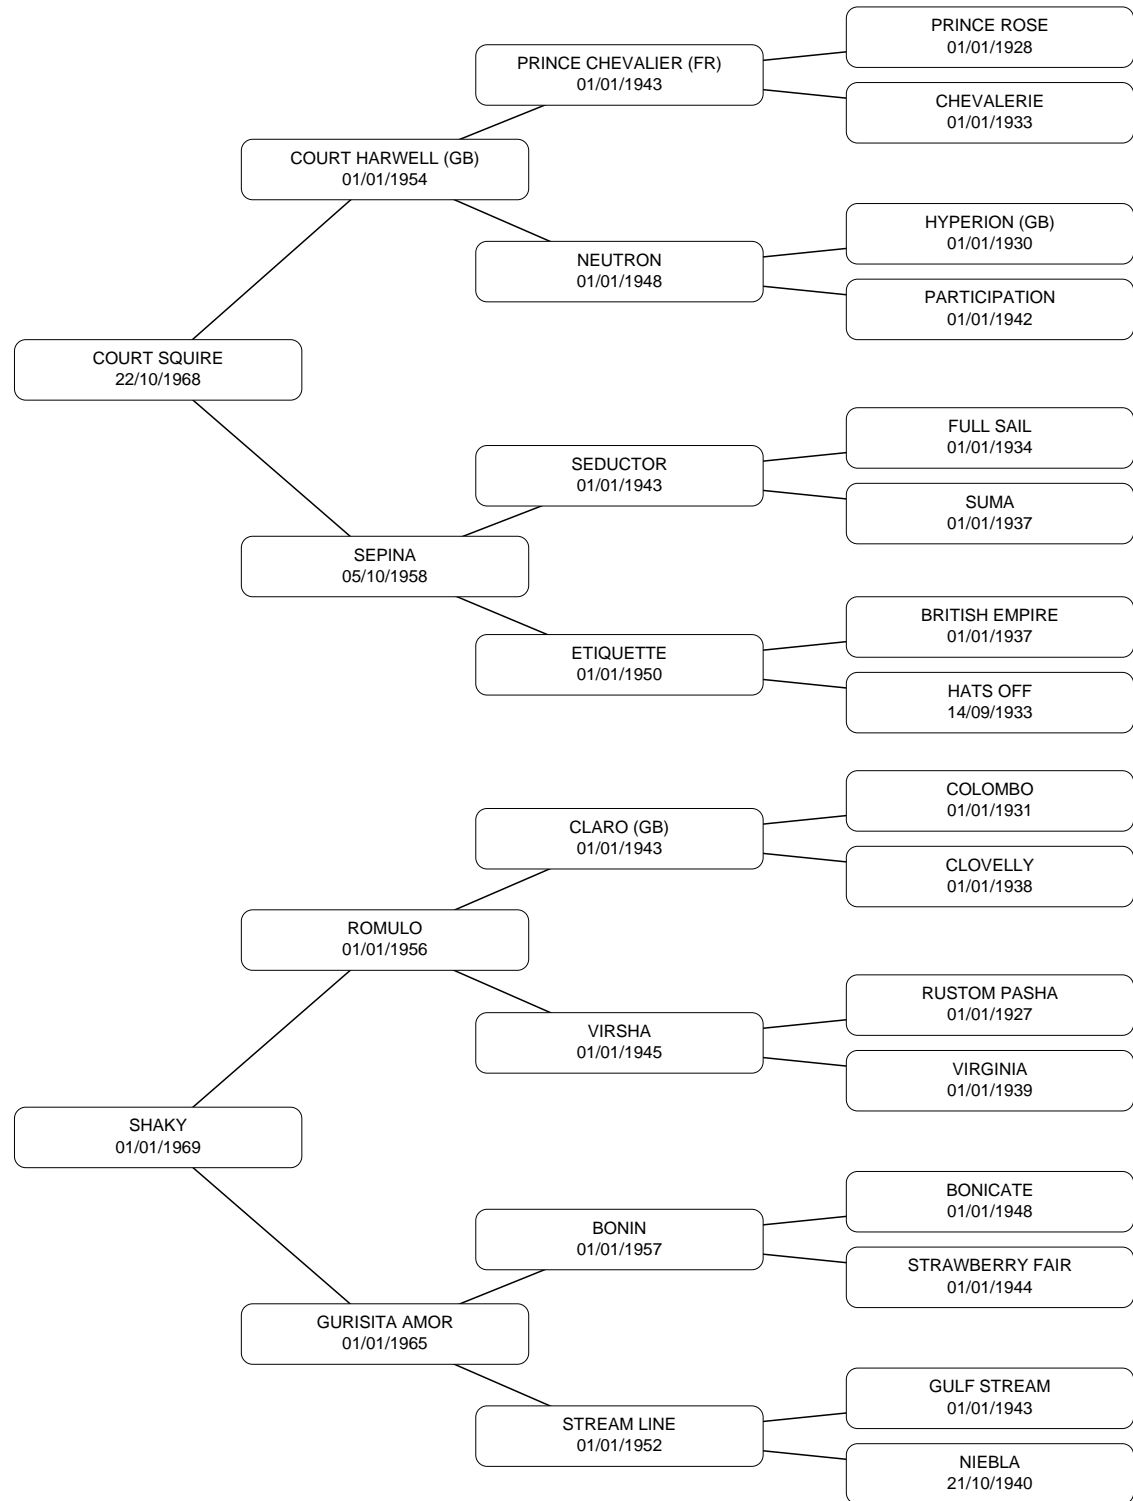 PRINCE ROSE
01/01/1928
PRINCE CHEVALIER (FR)
01/01/1943
CHEVALERIE
01/01/1933
COURT HARWELL (GB)
01/01/1954
HYPERION (GB)
01/01/1930
NEUTRON
01/01/1948
PARTICIPATION
01/01/1942
COURT SQUIRE
22/10/1968
FULL SAIL
01/01/1934
SEDUCTOR
01/01/1943
SUMA
01/01/1937
SEPINA
05/10/1958
BRITISH EMPIRE
01/01/1937
ETIQUETTE
01/01/1950
HATS OFF
14/09/1933
COLOMBO
01/01/1931
CLARO (GB)
01/01/1943
CLOVELLY
01/01/1938
ROMULO
01/01/1956
RUSTOM PASHA
01/01/1927
VIRSHA
01/01/1945
VIRGINIA
01/01/1939
SHAKY
01/01/1969
BONICATE
01/01/1948
BONIN
01/01/1957
STRAWBERRY FAIR
01/01/1944
GURISITA AMOR
01/01/1965
GULF STREAM
01/01/1943
STREAM LINE
01/01/1952
NIEBLA
21/10/1940